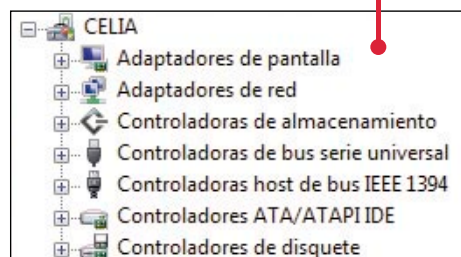 CELIA
Adaptadores de pantalla
Adaptadores de red
Controladoras de almacenamiento
Controladoras de bus serie universal
Controladoras host de bus IEEE 1394
Controladores ATA/ATAPI IDE
Controladores de disquete